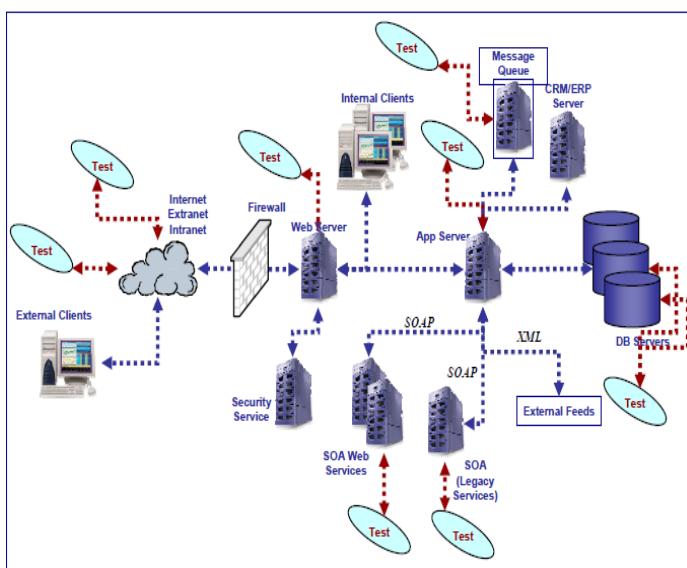 Test
Message
Queue
CRM/ERP
Server
Internal Clients
Test
Test
Test
Internet
Extranet
Intranet
Firewall
Web Server
App Server
Test
External Clients
SOAP
XML
DB Servers
SOAP
Security
Service
External Feeds
Test
SOA Web
Services
SOA
(Legacy
Services)
Test
Test